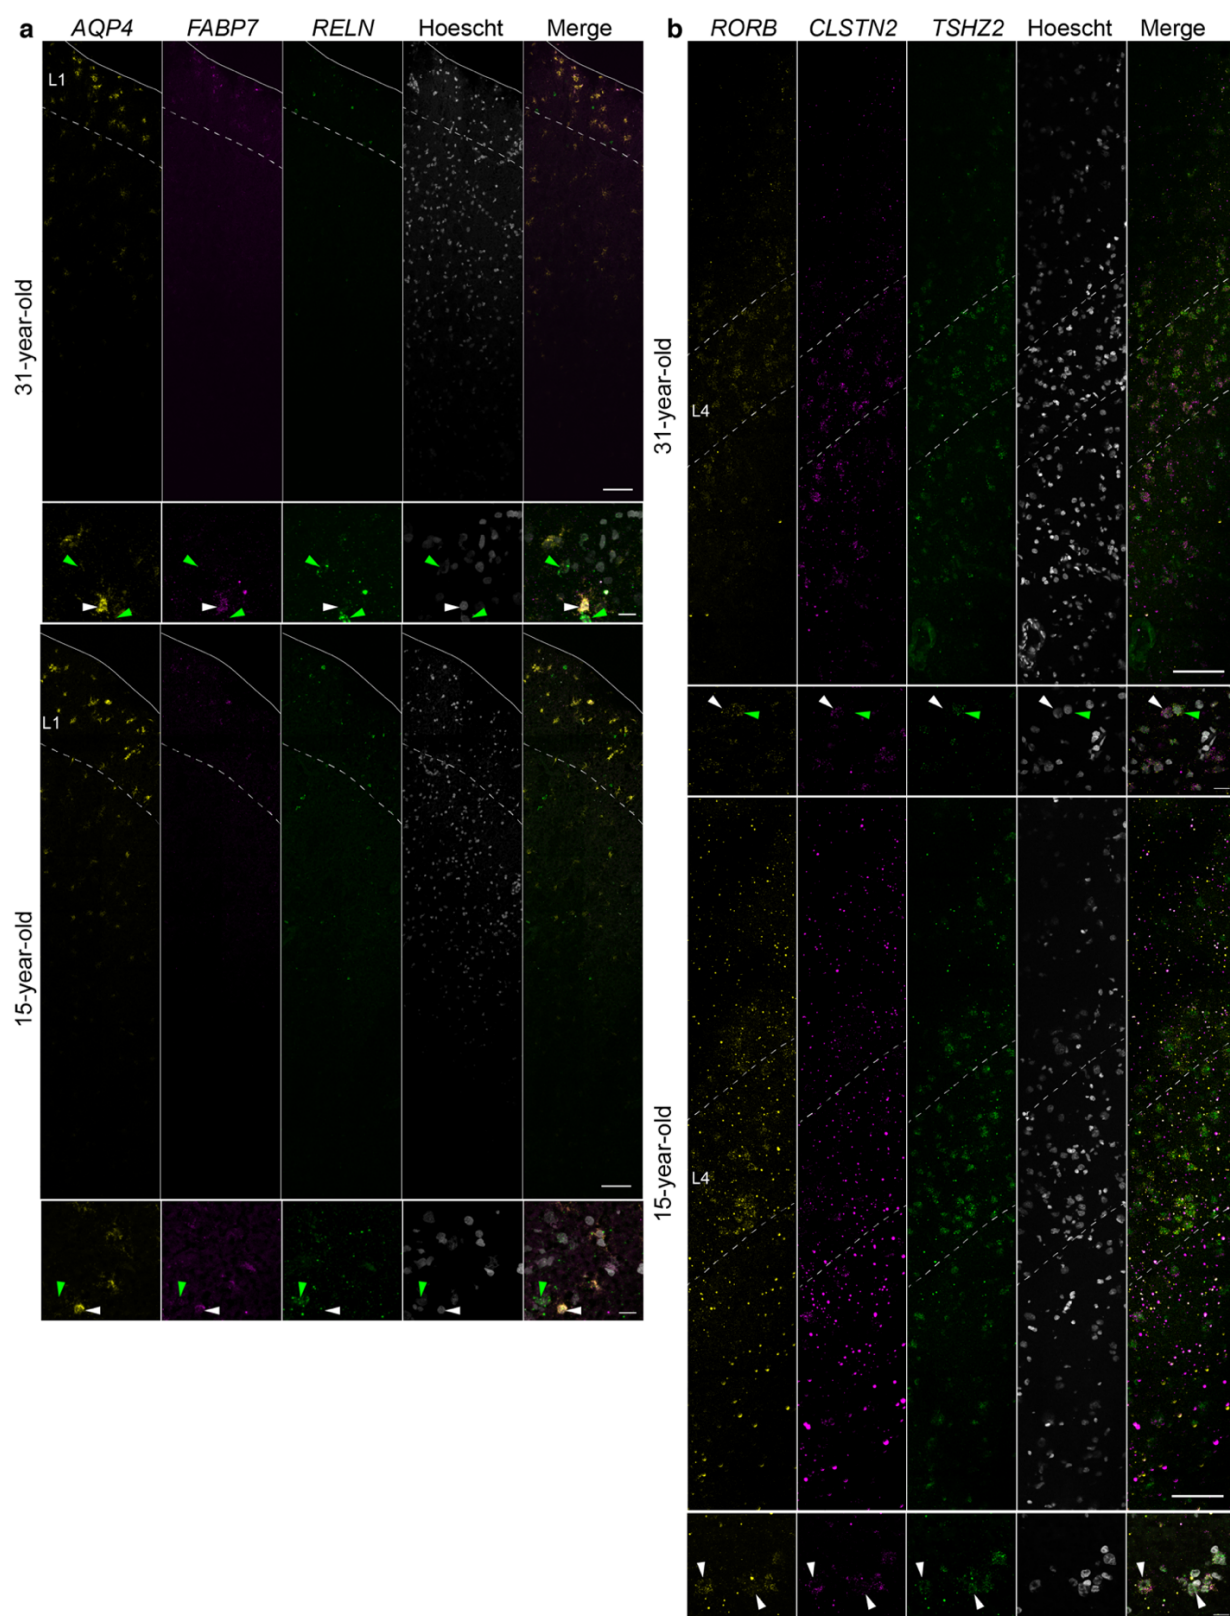 a AQP4 FABP7 RELN Hoescht Merge
L1
31-year-old
L1
15-year-old
b RORB CLSTN2 TSHZ2 Hoescht Merge
L4
31-year-old
L4
15-year-old